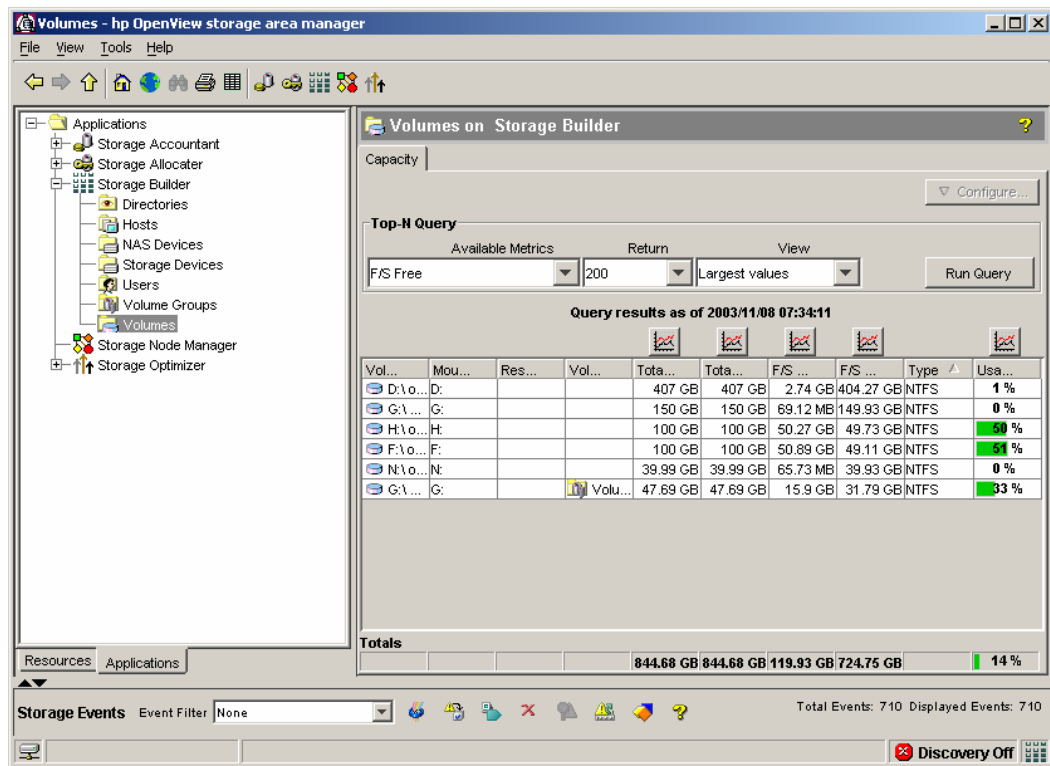 Volumes - hp OpenView storage area manager
File View Tools Help
Applications
Storage Accountant
Storage Allocater
Storage Builder
Directories
Hosts
NAS Devices
Storage Devices
Users
Volume Groups
Volumes
Storage Node Manager
Storage Optimizer
Resources Applications
Volumes on Storage Builder ?
Capacity
Configure...
Top-N Query
Available Metrics Return View
F/S Free 200 Largest values Run Query
Query results as of 2003/11/08 07:34:11
Vol... Mou... Res... Vol... Tota... Tota... F/S ... F/S ... Type Usa...
D:\o... D: 407 GB 407 GB 2.74 GB 404.27 GB NTFS 1 %
G:\ ... G: 150 GB 150 GB 69.12 MB 149.93 GB NTFS 0 %
H:\o... H: 100 GB 100 GB 50.27 GB 49.73 GB NTFS 50 %
F:\o... F: 100 GB 100 GB 50.89 GB 49.11 GB NTFS 51 %
N:\o... N: 39.99 GB 39.99 GB 65.73 MB 39.93 GB NTFS 0 %
G:\ ... G: Volu... 47.69 GB 47.69 GB 15.9 GB 31.79 GB NTFS 33 %
Totals
844.68 GB 844.68 GB 119.93 GB 724.75 GB 14 %
Storage Events Event Filter None ? Total Events: 710 Displayed Events: 710
Discovery Off